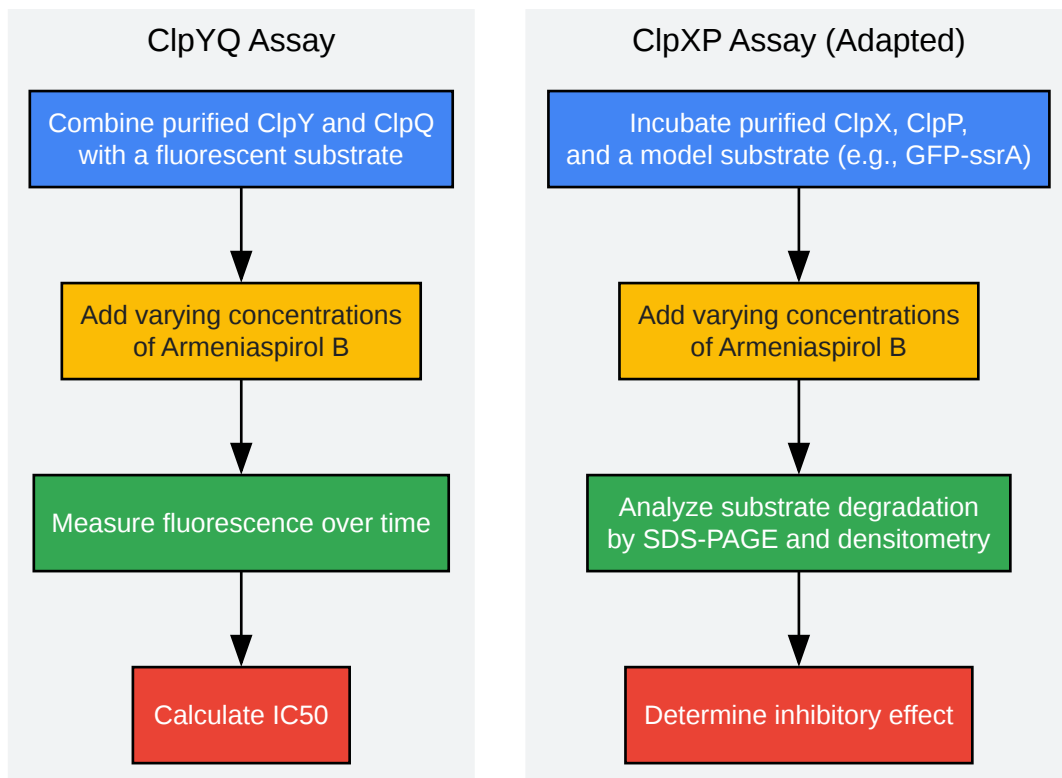 ClpYQ Assay
Combine purified ClpY and ClpQ
with a fluorescent substrate
Add varying concentrations
of Armeniaspirol B
Measure fluorescence over time
Calculate IC50
ClpXP Assay (Adapted)
Incubate purified ClpX, ClpP,
and a model substrate (e.g., GFP-ssrA)
Add varying concentrations
of Armeniaspirol B
Analyze substrate degradation
by SDS-PAGE and densitometry
Determine inhibitory effect